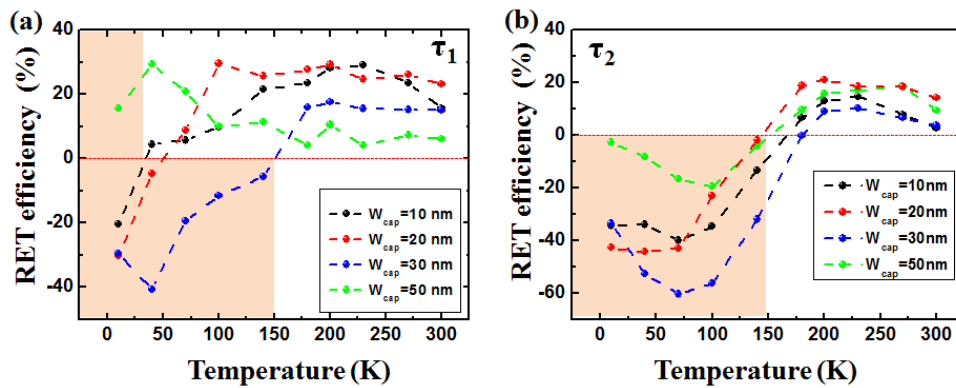 (a)
τ₁
RET efficiency (%)
40
20
0
-20
-40
W_cap=10 nm
W_cap=20 nm
W_cap=30 nm
W_cap=50 nm
0 50 100 150 200 250 300
Temperature (K)
(b)
τ₂
RET efficiency (%)
40
20
0
-20
-40
-60
W_cap=10nm
W_cap=20nm
W_cap=30nm
W_cap=50nm
0 50 100 150 200 250 300
Temperature (K)